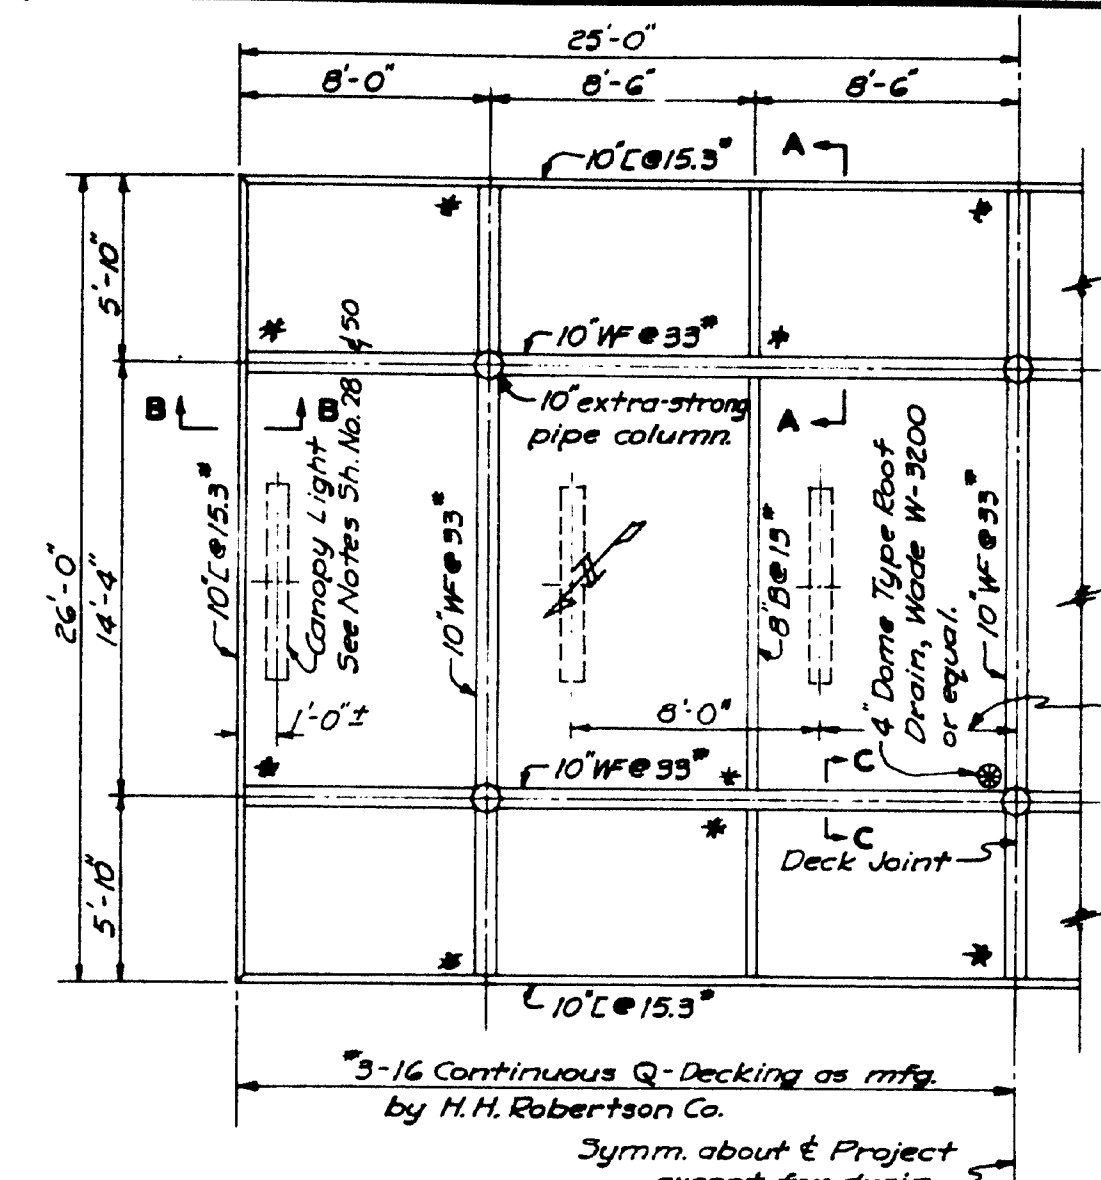 25'-0"
8'-0"
8'-6"
8'-6"
10"[@15.3#
A
5'-10"
10"WF@33#
10"extra-strong
pipe column.
A
B
B
Canopy Light
See Notes Sh. No. 28 & 50
10"[@15.3#
26'-0"
14'-4"
10"WF@33#
N
8"B@13#
4" Dome Type Roof
Drain, Wade W-3200
or equal.
10"WF@33#
1'-0"±
8'-0"
10"WF@33#
C
C
Deck Joint
5'-10"
10"[@15.3#
#3-16 Continuous Q-Decking as mfg.
by H.H. Robertson Co.
Symm. about ℄ Project